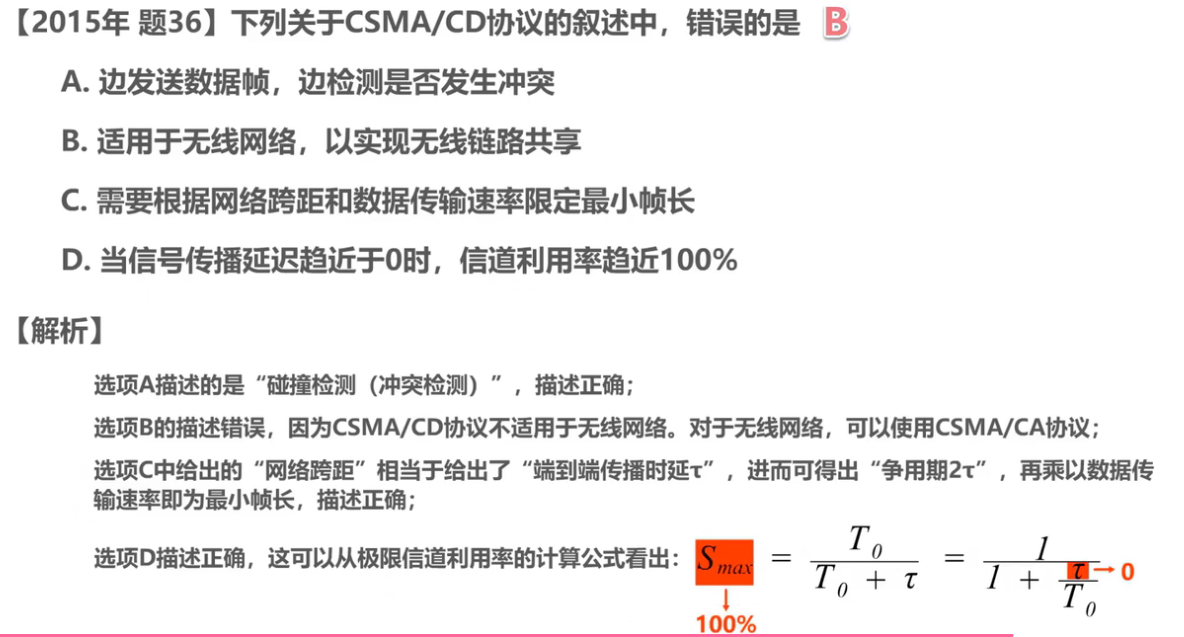 【2015年 题36】下列关于CSMA/CD协议的叙述中，错误的是 B
A. 边发送数据帧，边检测是否发生冲突
B. 适用于无线网络，以实现无线链路共享
C. 需要根据网络跨距和数据传输速率限定最小帧长
D. 当信号传播延迟趋近于0时，信道利用率趋近100%
【解析】
选项A描述的是“碰撞检测（冲突检测）”，描述正确；
选项B的描述错误，因为CSMA/CD协议不适用于无线网络。对于无线网络，可以使用CSMA/CA协议；
选项C中给出的“网络跨距”相当于给出了“端到端传播时延τ”，进而可得出“争用期2τ”，再乘以数据传
输速率即为最小帧长，描述正确；
选项D描述正确，这可以从极限信道利用率的计算公式看出： S_max = T_0 / (T_0 + τ) = 1 / (1 + τ/T_0) → 0
↓
100%